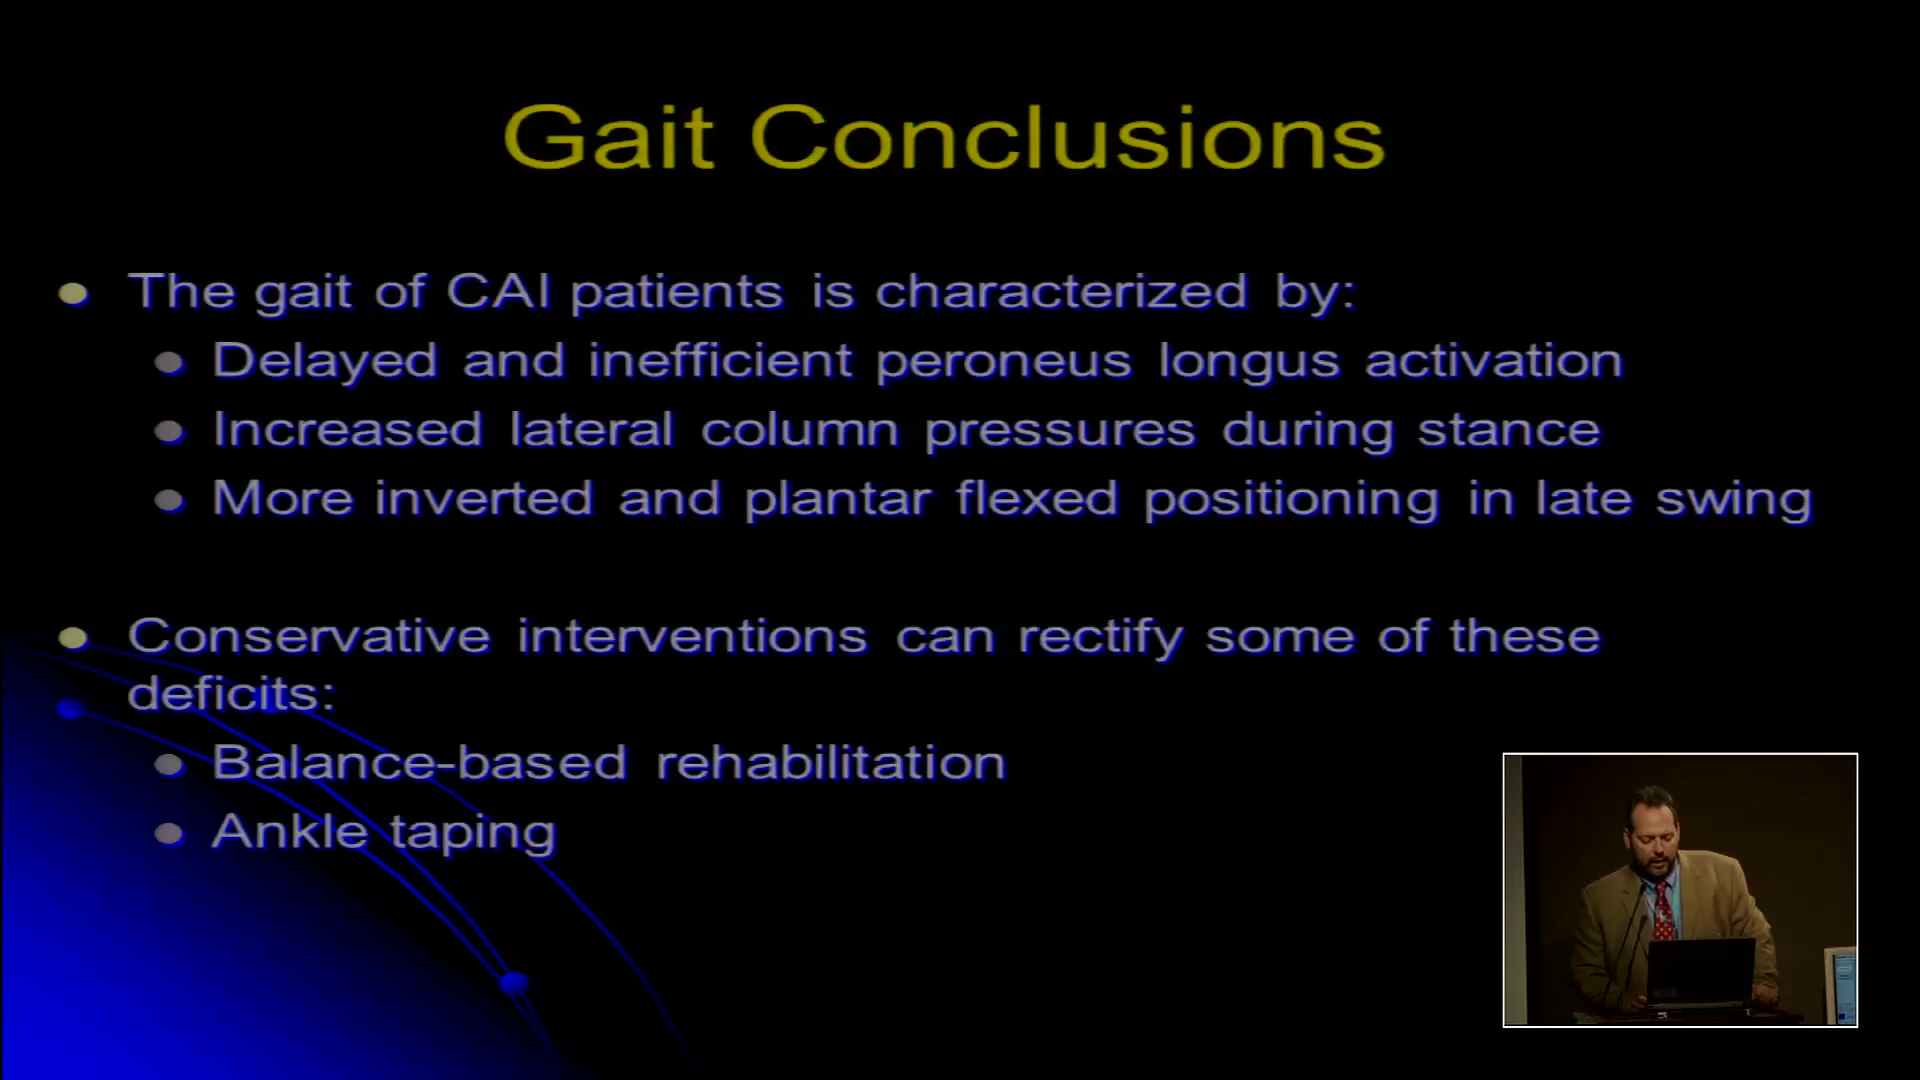 Gait Conclusions
The gait of CAI patients is characterized by:
Delayed and inefficient peroneus longus activation
Increased lateral column pressures during stance
More inverted and plantar flexed positioning in late swing
Conservative interventions can rectify some of these
deficits:
Balance-based rehabilitation
Ankle taping